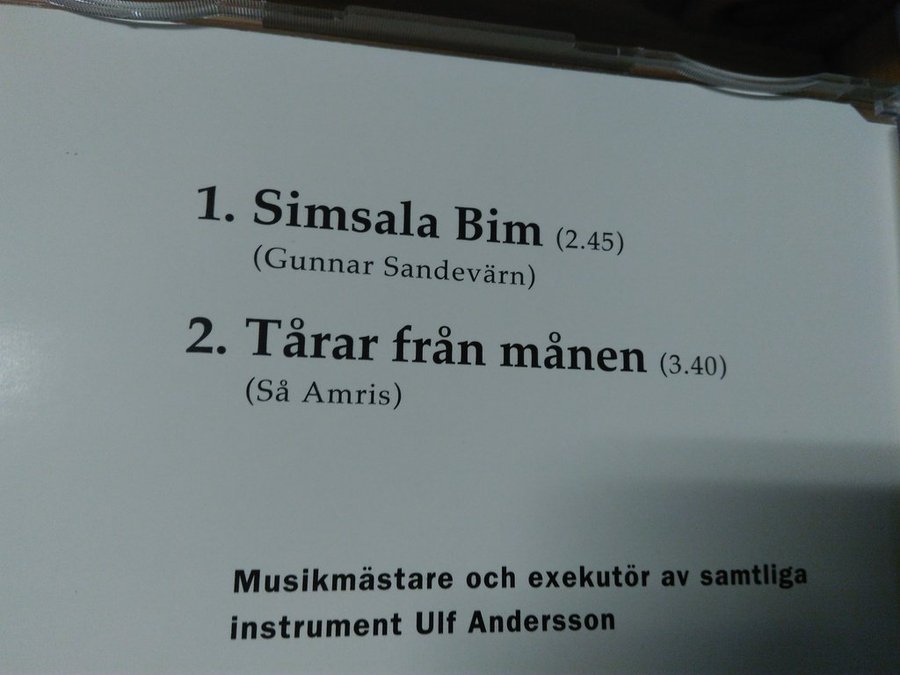 1. Simsala Bim (2.45)
(Gunnar Sandevärn)
2. Tårar från månen (3.40)
(Så Amris)
Musikmästare och exekutör av samtliga
instrument Ulf Andersson